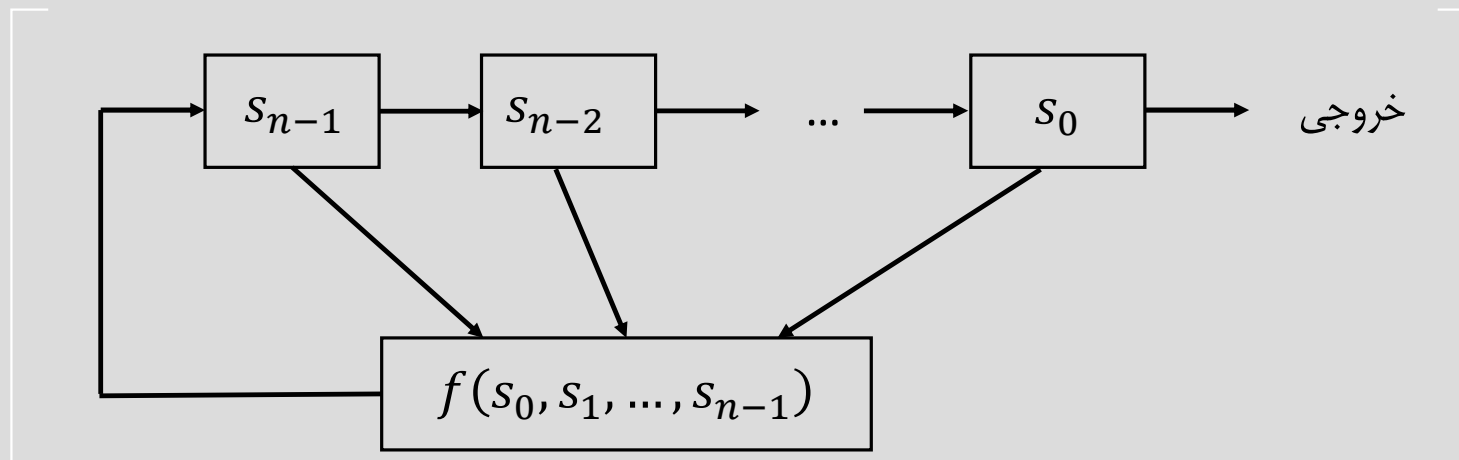 s_{n−1} s_{n−2} ... s_0 خروجی
f(s_0, s_1, ..., s_{n−1})